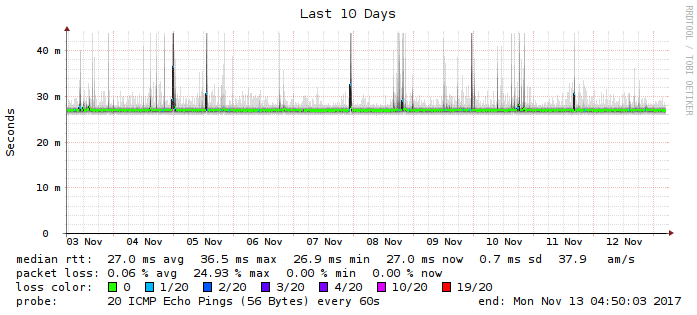 Last 10 Days
RRDTOOL / TOBI OETIKER
Seconds
40 m
30 m
20 m
10 m
0
03 Nov 04 Nov 05 Nov 06 Nov 07 Nov 08 Nov 09 Nov 10 Nov 11 Nov 12 Nov
median rtt: 27.0 ms avg 36.5 ms max 26.9 ms min 27.0 ms now 0.7 ms sd 37.9 am/s
packet loss: 0.06 % avg 24.93 % max 0.00 % min 0.00 % now
loss color: 0 1/20 2/20 3/20 4/20 10/20 19/20
probe: 20 ICMP Echo Pings (56 Bytes) every 60s end: Mon Nov 13 04:50:03 2017